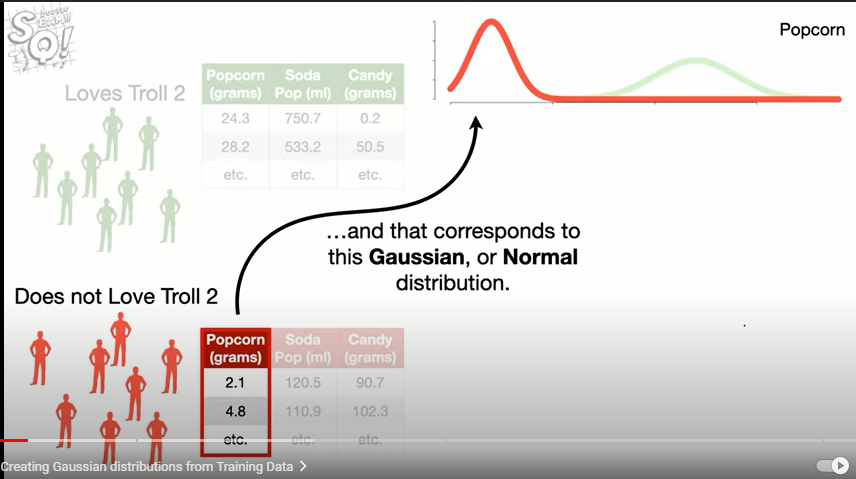 SQ!
Popcorn
Loves Troll 2
Popcorn (grams) Soda Pop (ml) Candy (grams)
24.3 750.7 0.2
28.2 533.2 50.5
etc. etc. etc.
…and that corresponds to
this Gaussian, or Normal
distribution.
Does not Love Troll 2
Popcorn (grams) Soda Pop (ml) Candy (grams)
2.1 120.5 90.7
4.8 110.9 102.3
etc. etc. etc.
Creating Gaussian distributions from Training Data